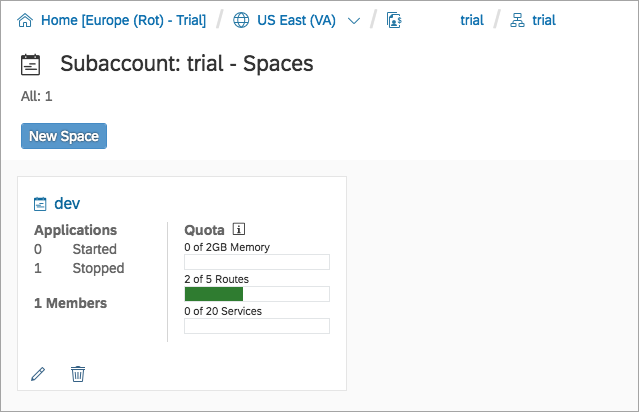 Home [Europe (Rot) - Trial] / US East (VA) / trial / trial
Subaccount: trial - Spaces
All: 1
New Space
dev
Applications
0 Started
1 Stopped
1 Members
Quota
0 of 2GB Memory
2 of 5 Routes
0 of 20 Services